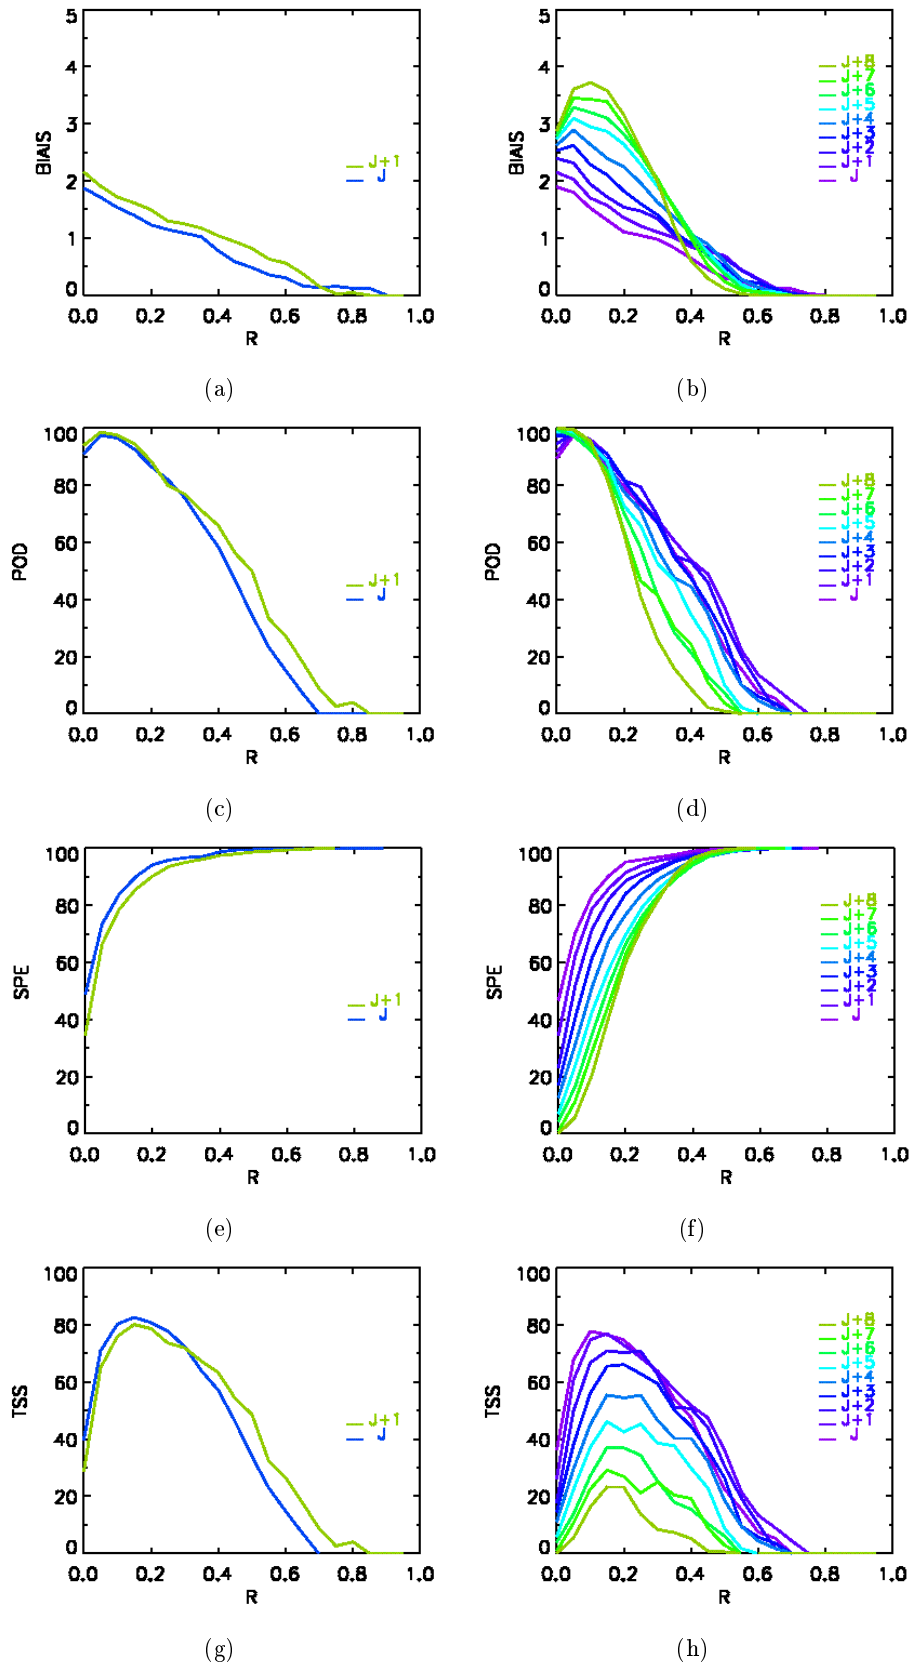 5
4
3
2
1
0
BIAIS
J+1
J
0.0 0.2 0.4 0.6 0.8 1.0
R
(a)
5
4
3
2
1
0
BIAIS
J+8
J+7
J+6
J+5
J+4
J+3
J+2
J+1
J
0.0 0.2 0.4 0.6 0.8 1.0
R
(b)
100
80
60
40
20
0
POD
J+1
J
0.0 0.2 0.4 0.6 0.8 1.0
R
(c)
100
80
60
40
20
0
POD
J+8
J+7
J+6
J+5
J+4
J+3
J+2
J+1
J
0.0 0.2 0.4 0.6 0.8 1.0
R
(d)
100
80
60
40
20
0
SPE
J+1
J
0.0 0.2 0.4 0.6 0.8 1.0
R
(e)
100
80
60
40
20
0
SPE
J+8
J+7
J+6
J+5
J+4
J+3
J+2
J+1
J
0.0 0.2 0.4 0.6 0.8 1.0
R
(f)
100
80
60
40
20
0
TSS
J+1
J
0.0 0.2 0.4 0.6 0.8 1.0
R
(g)
100
80
60
40
20
0
TSS
J+8
J+7
J+6
J+5
J+4
J+3
J+2
J+1
J
0.0 0.2 0.4 0.6 0.8 1.0
R
(h)